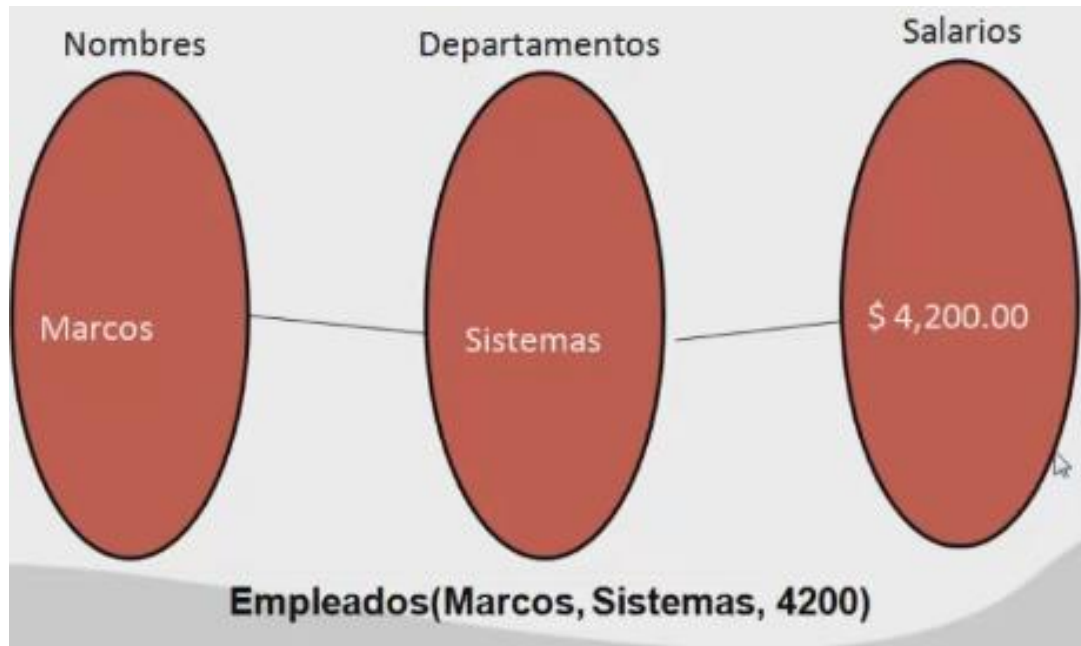 Nombres
Departamentos
Salarios
Marcos
Sistemas
$ 4,200.00
Empleados(Marcos, Sistemas, 4200)